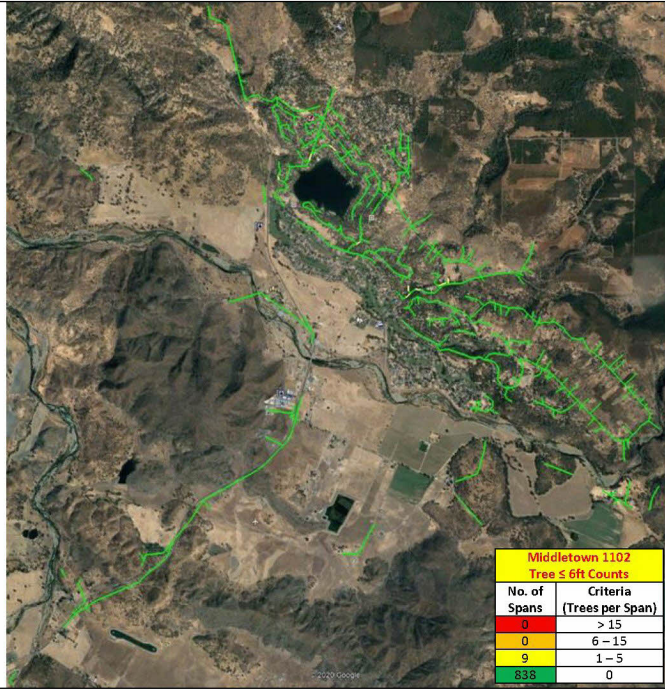 Middletown 1102
Tree ≤ 6ft Counts
No. of Spans Criteria (Trees per Span)
0 > 15
0 6 – 15
9 1 – 5
838 0
© 2020 Google